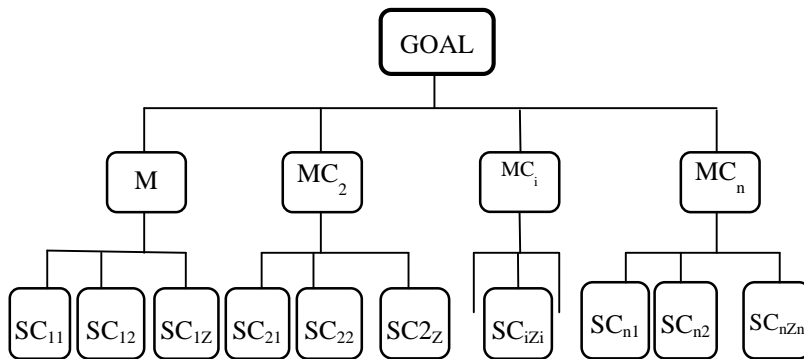 GOAL
M MC₂ MCᵢ MCₙ
SC₁₁ SC₁₂ SC₁Z SC₂₁ SC₂₂ SC2Z SCiZi SCn1 SCn2 SCnZn